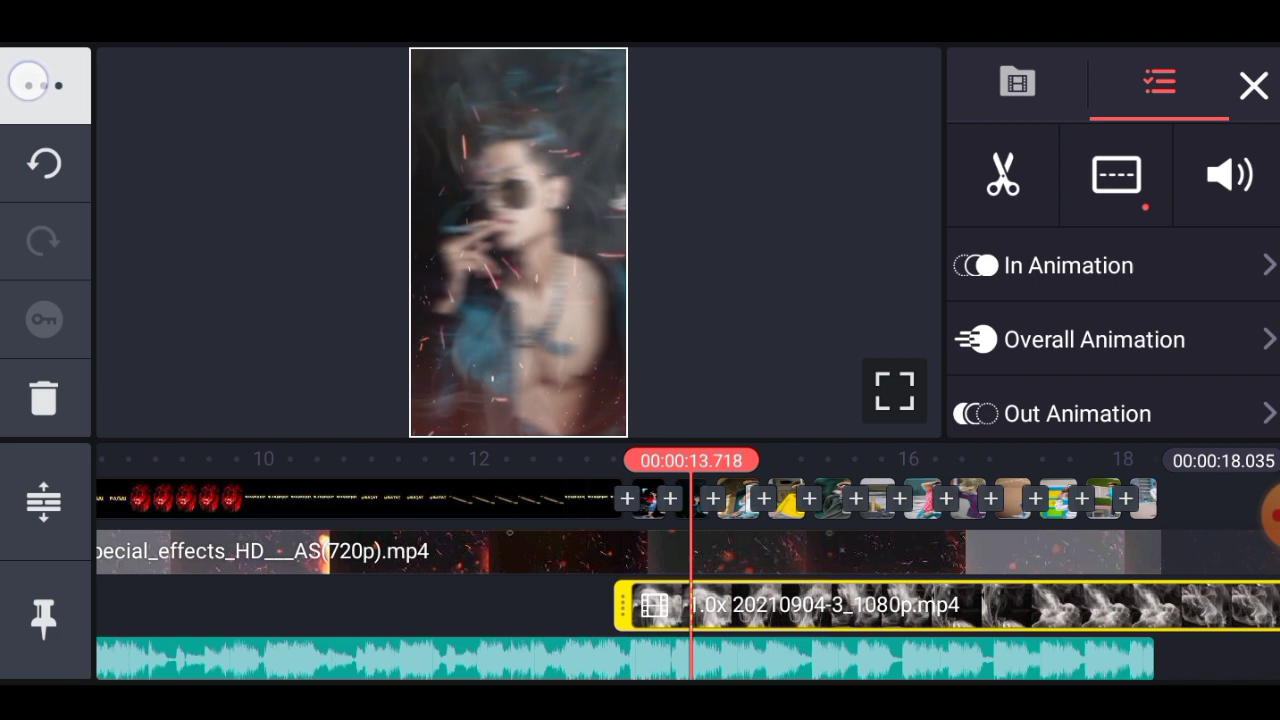 In Animation
Overall Animation
Out Animation
10
12
00:00:13.718
16
18
00:00:18.035
pecial_effects_HD___AS(720p).mp4
1.0x 20210904-3_1080p.mp4